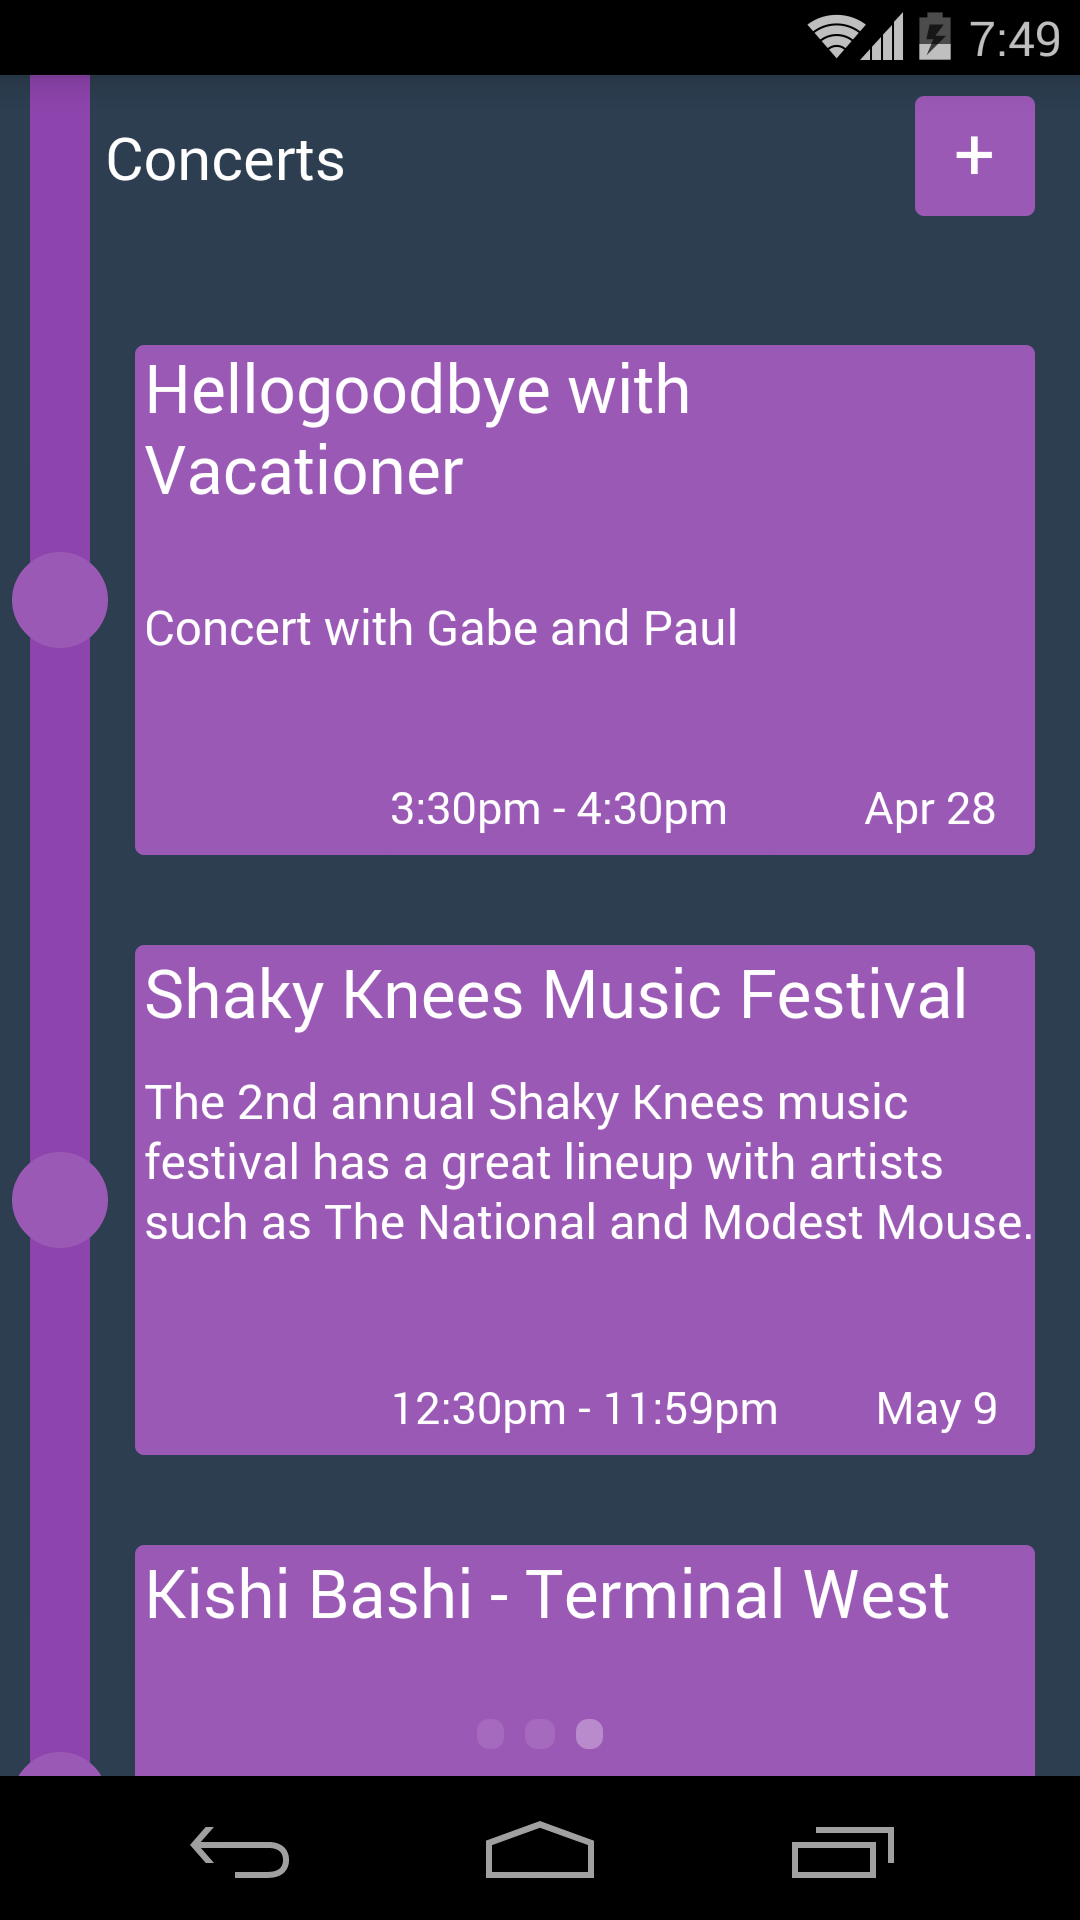 7:49
Concerts
+
Hellogoodbye with
Vacationer
Concert with Gabe and Paul
3:30pm - 4:30pm Apr 28
Shaky Knees Music Festival
The 2nd annual Shaky Knees music
festival has a great lineup with artists
such as The National and Modest Mouse.
12:30pm - 11:59pm May 9
Kishi Bashi - Terminal West